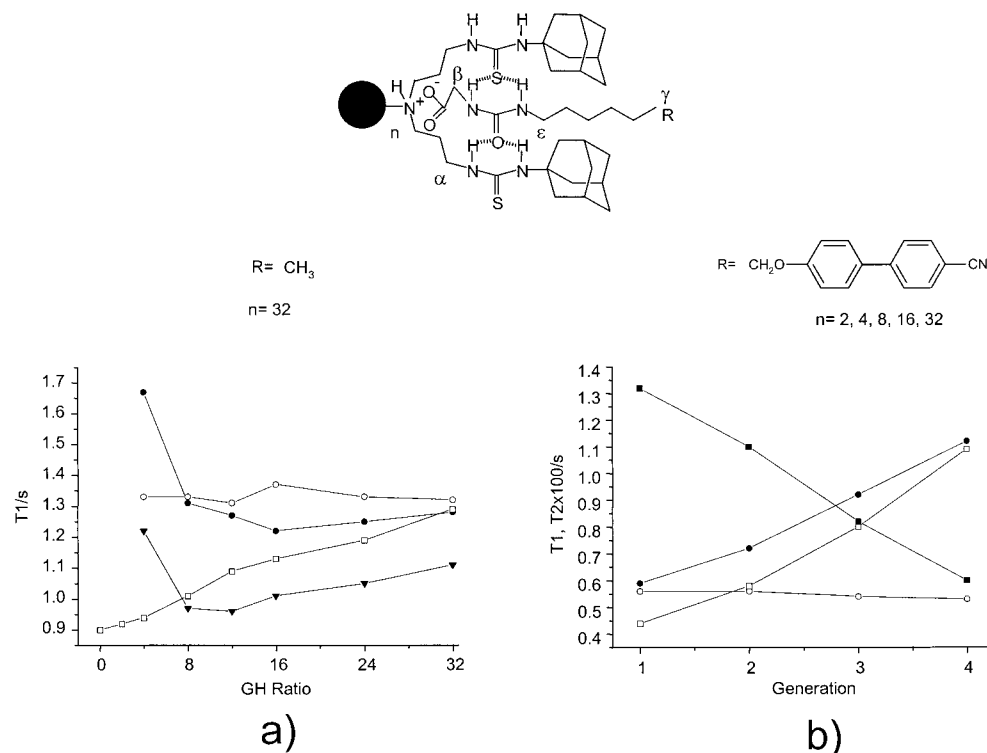 H H
N N
S
H H β
H O - γ
N + N N R
n O O ε
H H
N N
α
S
R= CH3
n= 32
R= CH2O CN
n= 2, 4, 8, 16, 32
T1/s
1.7
1.6
1.5
1.4
1.3
1.2
1.1
1.0
0.9
0 8 16 24 32
GH Ratio
a)
T1, T2x100/s
1.4
1.3
1.2
1.1
1.0
0.9
0.8
0.7
0.6
0.5
0.4
1 2 3 4
Generation
b)